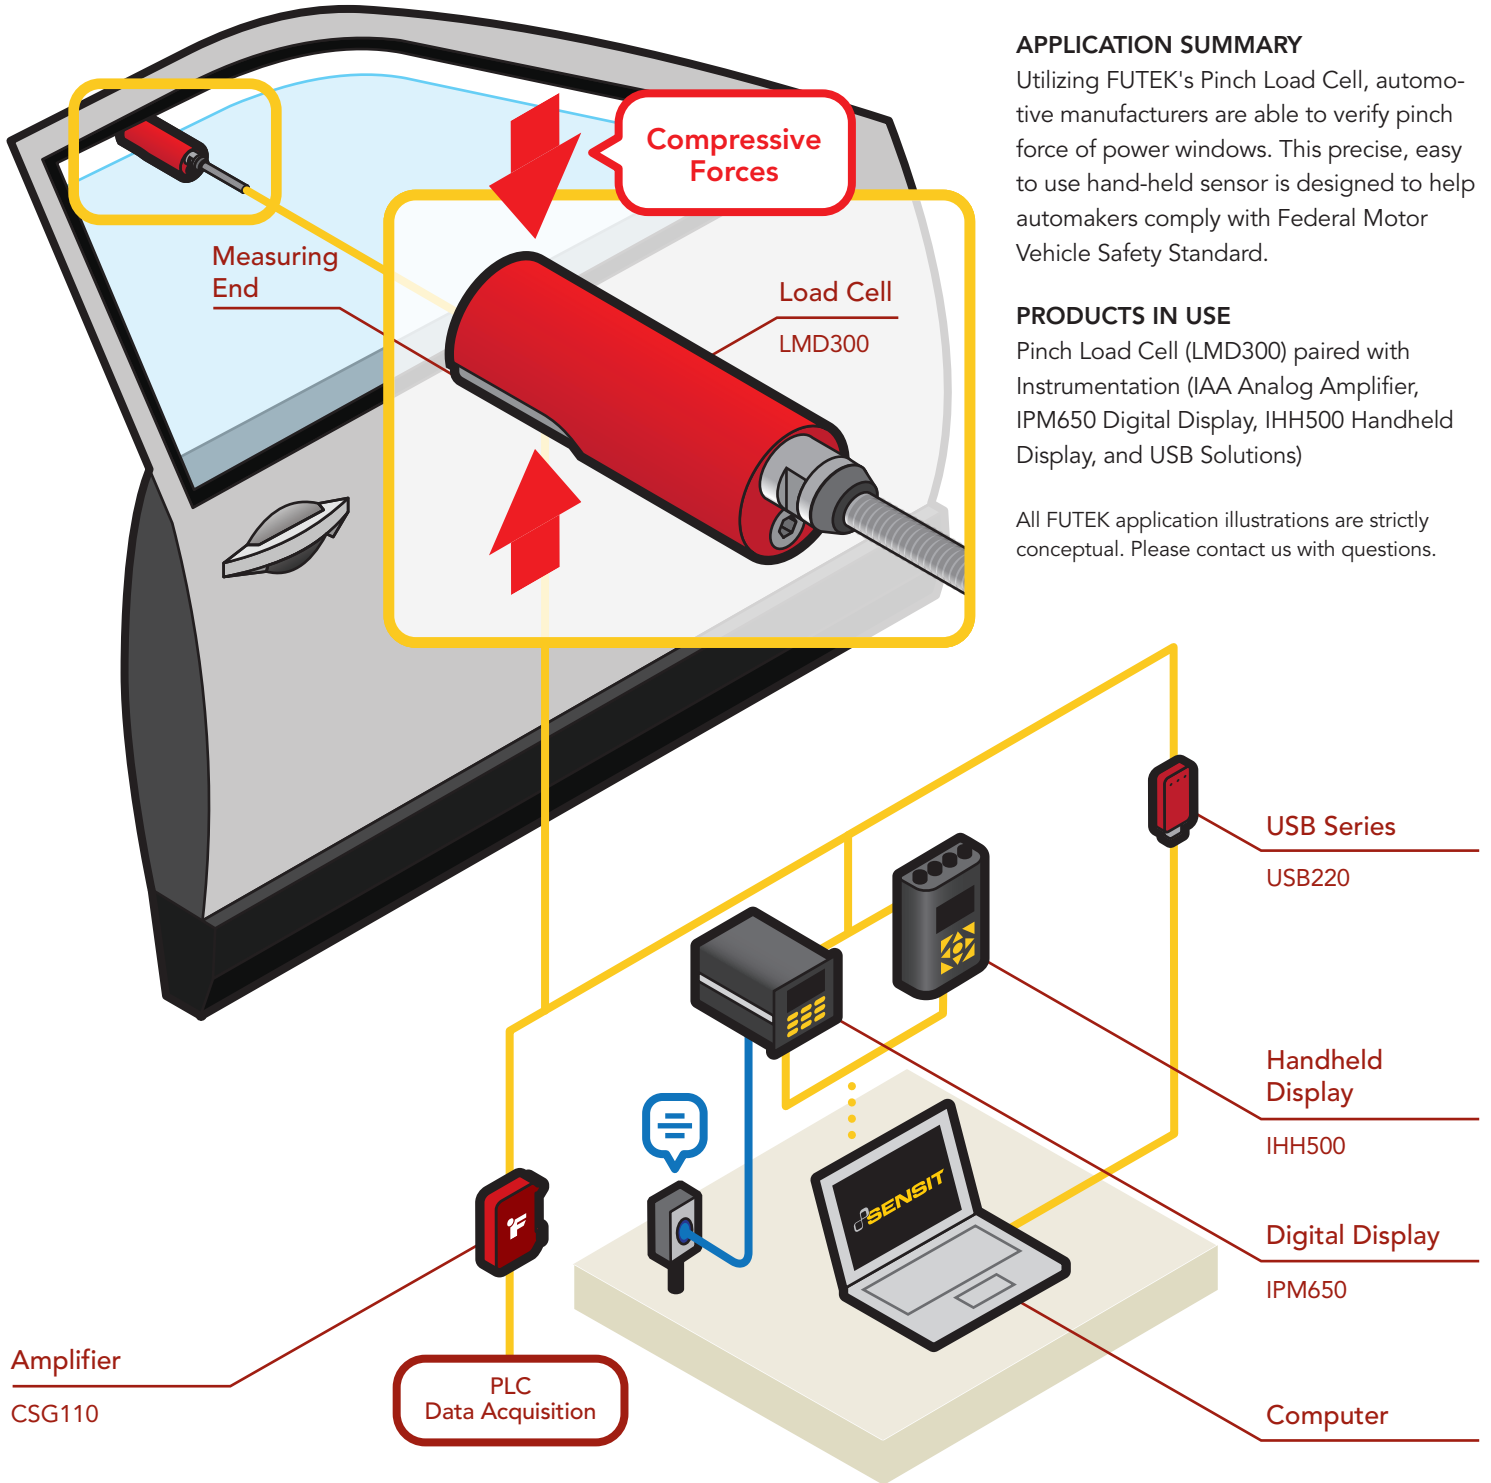 APPLICATION SUMMARY
Utilizing FUTEK's Pinch Load Cell, automo-
tive manufacturers are able to verify pinch
force of power windows. This precise, easy
to use hand-held sensor is designed to help
automakers comply with Federal Motor
Vehicle Safety Standard.
PRODUCTS IN USE
Pinch Load Cell (LMD300) paired with
Instrumentation (IAA Analog Amplifier,
IPM650 Digital Display, IHH500 Handheld
Display, and USB Solutions)
All FUTEK application illustrations are strictly
conceptual. Please contact us with questions.
Compressive
Forces
Measuring
End
Load Cell
LMD300
USB Series
USB220
Handheld
Display
IHH500
Digital Display
IPM650
SENSIT
F
Amplifier
CSG110
PLC
Data Acquisition
Computer